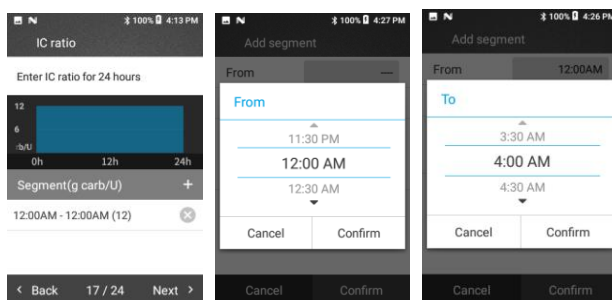 100% 4:13 PM
IC ratio
Enter IC ratio for 24 hours
12
6
0h 12h 24h
Segment(g carb/U) +
12:00AM - 12:00AM (12)
< Back 17 / 24 Next >
100% 4:27 PM
Add segment
From ---
From
11:30 PM
12:00 AM
12:30 AM
Cancel Confirm
Cancel Confirm
100% 4:26 PM
Add segment
From 12:00AM
To
3:30 AM
4:00 AM
4:30 AM
Cancel Confirm
Cancel Confirm